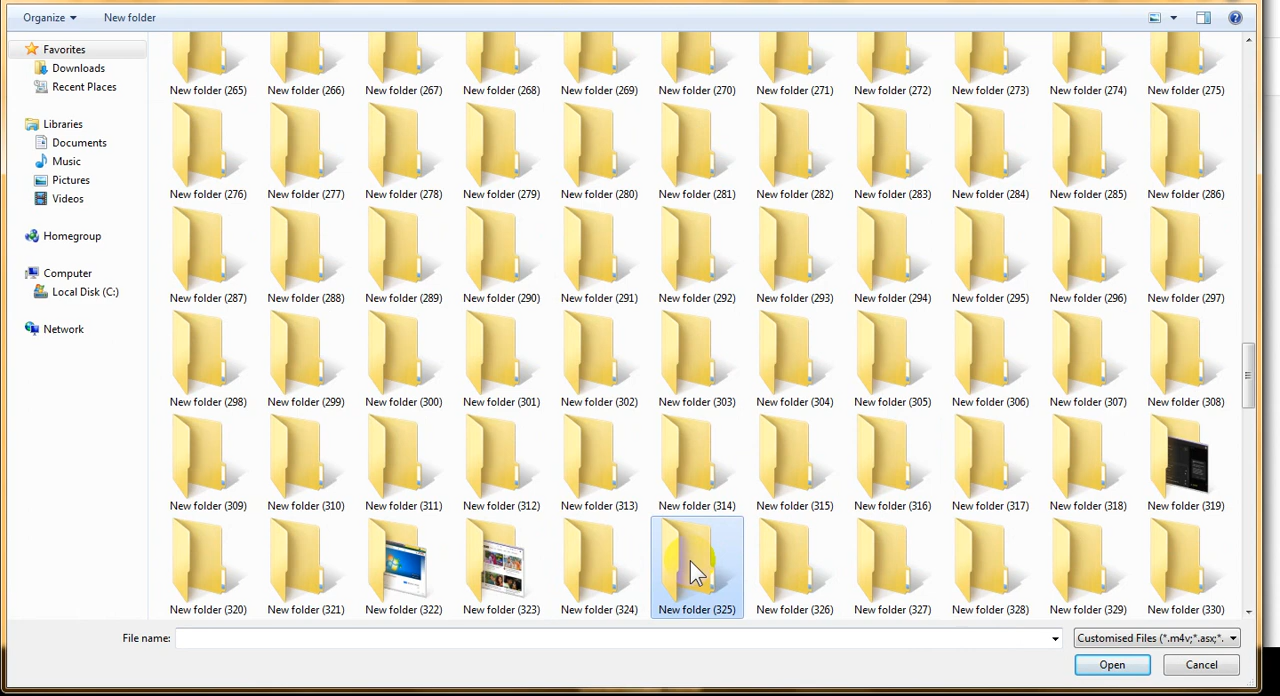 Organize New folder
Favorites
Downloads
Recent Places
Libraries
Documents
Music
Pictures
Videos
Homegroup
Computer
Local Disk (C:)
Network
New folder (265) New folder (266) New folder (267) New folder (268) New folder (269) New folder (270) New folder (271) New folder (272) New folder (273) New folder (274) New folder (275)
New folder (276) New folder (277) New folder (278) New folder (279) New folder (280) New folder (281) New folder (282) New folder (283) New folder (284) New folder (285) New folder (286)
New folder (287) New folder (288) New folder (289) New folder (290) New folder (291) New folder (292) New folder (293) New folder (294) New folder (295) New folder (296) New folder (297)
New folder (298) New folder (299) New folder (300) New folder (301) New folder (302) New folder (303) New folder (304) New folder (305) New folder (306) New folder (307) New folder (308)
New folder (309) New folder (310) New folder (311) New folder (312) New folder (313) New folder (314) New folder (315) New folder (316) New folder (317) New folder (318) New folder (319)
New folder (320) New folder (321) New folder (322) New folder (323) New folder (324) New folder (325) New folder (326) New folder (327) New folder (328) New folder (329) New folder (330)
File name: Customised Files (*.m4v;*.asx;*.
Open Cancel